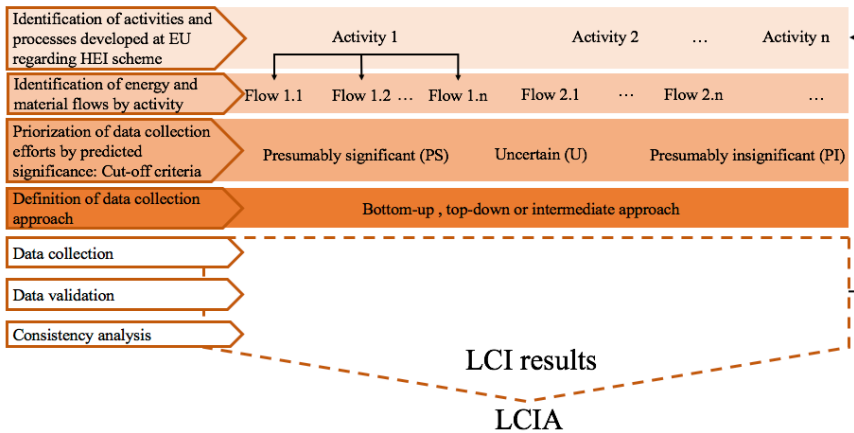 Identification of activities and
processes developed at EU
regarding HEI scheme
Activity 1
Activity 2
...
Activity n
Identification of energy and
material flows by activity
Flow 1.1
Flow 1.2 ...
Flow 1.n
Flow 2.1
...
Flow 2.n
...
Priorization of data collection
efforts by predicted
significance: Cut-off criteria
Presumably significant (PS)
Uncertain (U)
Presumably insignificant (PI)
Definition of data collection
approach
Bottom-up , top-down or intermediate approach
Data collection
Data validation
Consistency analysis
LCI results
LCIA